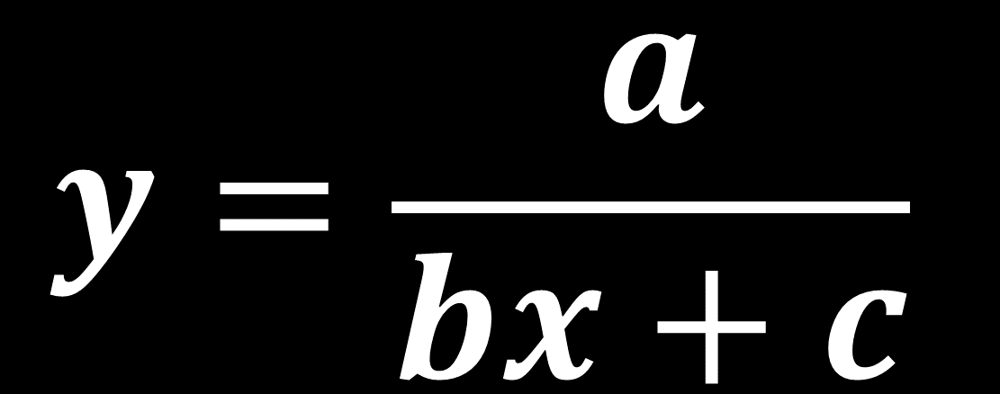 y = a / bx + c